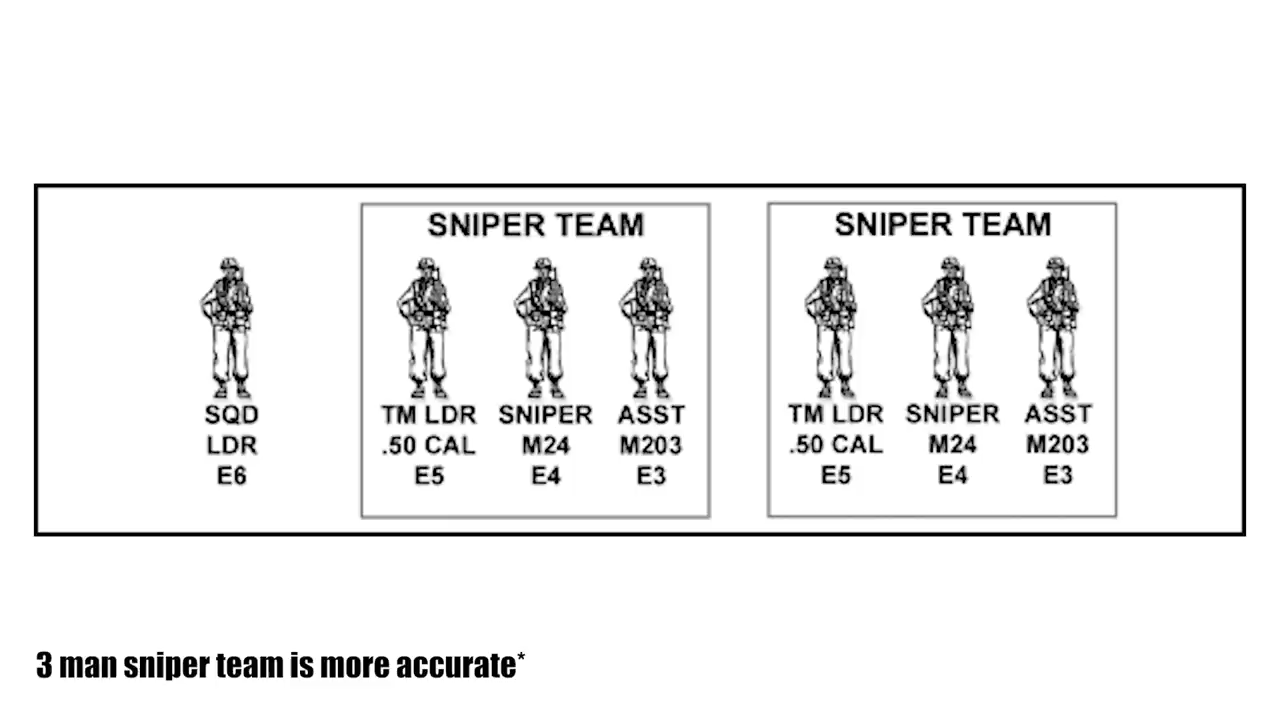 SNIPER TEAM
SNIPER TEAM
SQD
LDR
E6
TM LDR
.50 CAL
E5
SNIPER
M24
E4
ASST
M203
E3
TM LDR
.50 CAL
E5
SNIPER
M24
E4
ASST
M203
E3
3 man sniper team is more accurate*